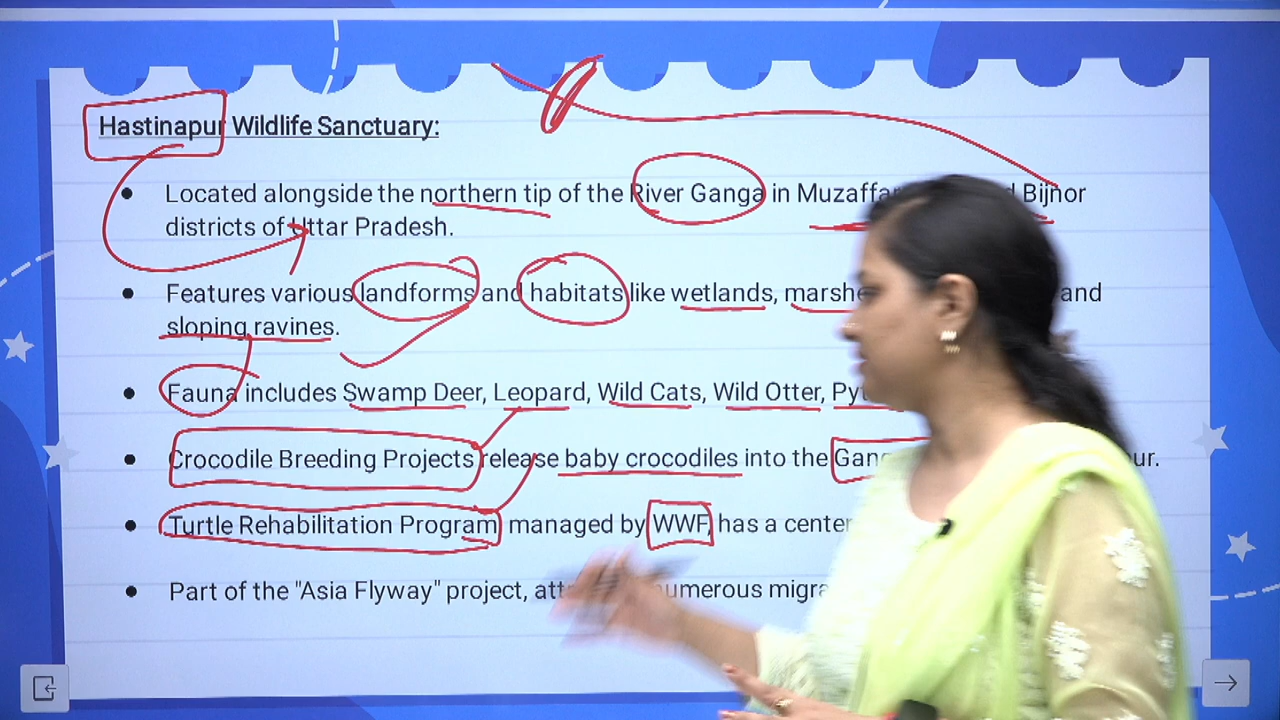 Hastinapur Wildlife Sanctuary:
Located alongside the northern tip of the River Ganga in Bijnor
districts of Uttar Pradesh.
Features various landforms and habitats like wetlands, and
sloping ravines.
Fauna includes Swamp Deer, Leopard, Wild Cats, Wild Otter,
Crocodile Breeding Projects release baby crocodiles into the
Turtle Rehabilitation Program managed by WWF, has a center
Part of the "Asia Flyway" project,